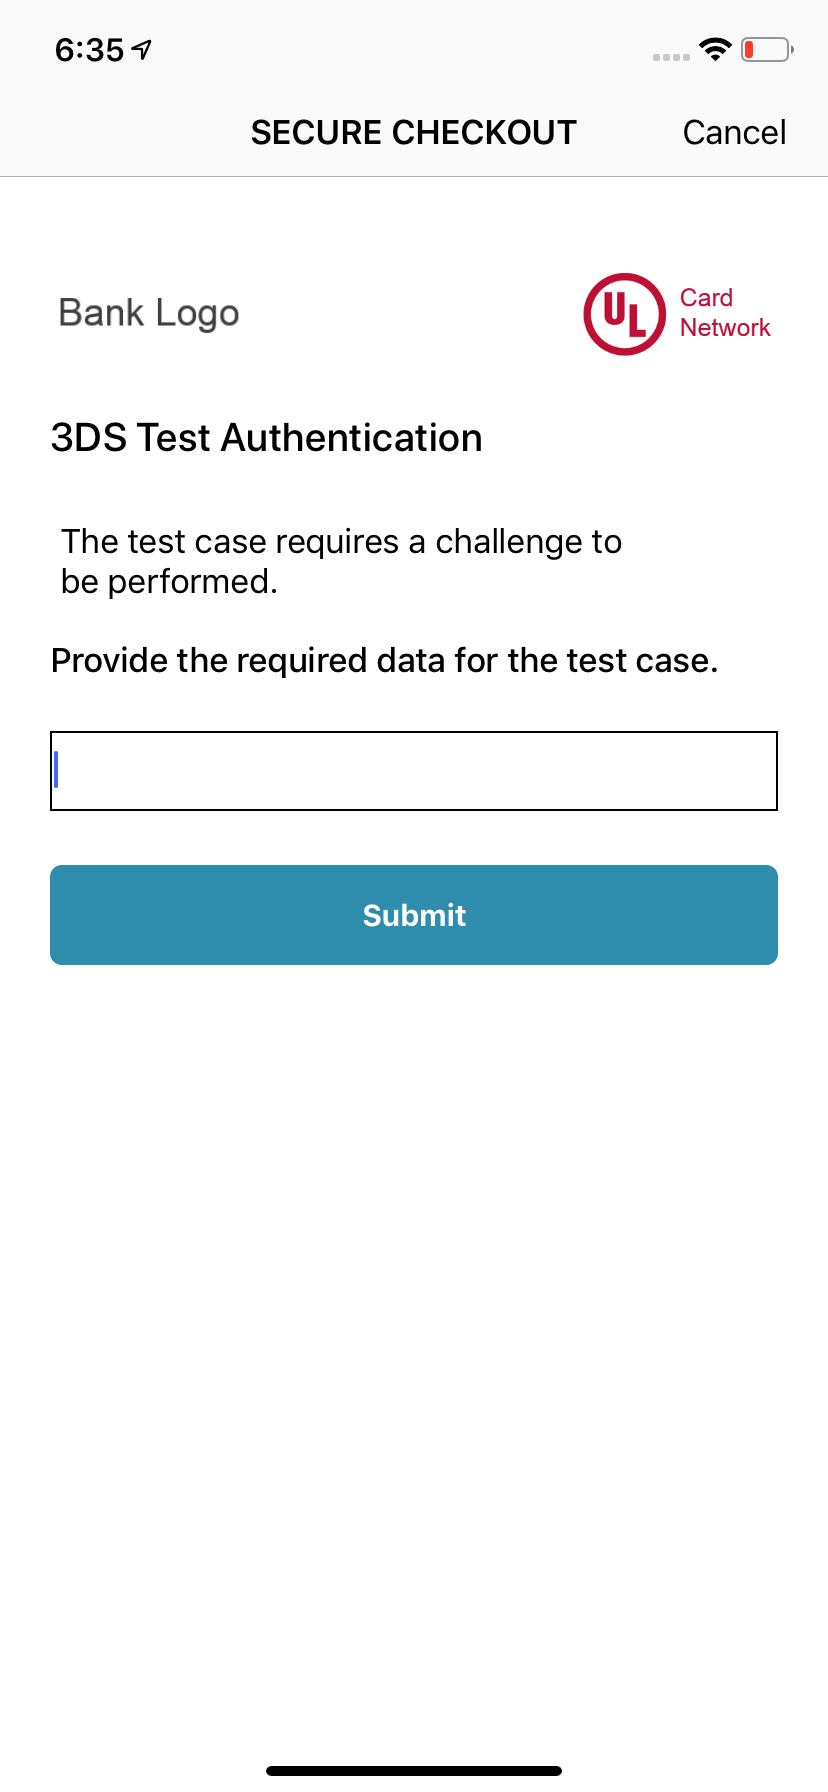 6:35
SECURE CHECKOUT
Cancel
Bank Logo
UL
Card
Network
3DS Test Authentication
The test case requires a challenge to
be performed.
Provide the required data for the test case.
Submit